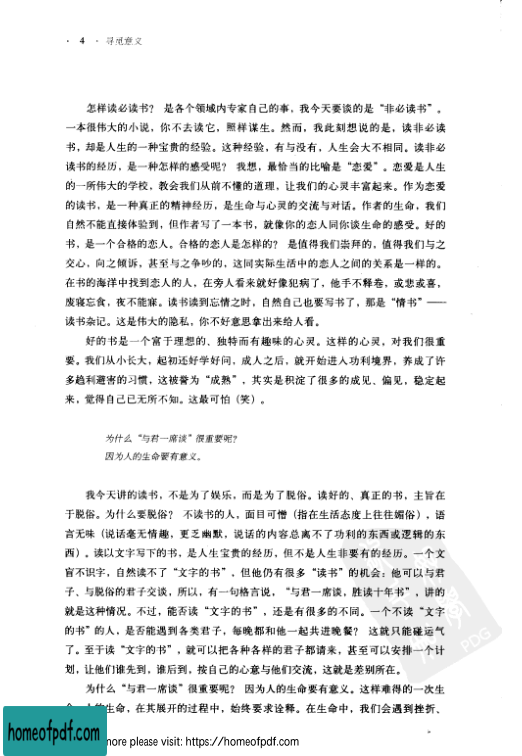 · 4 · 寻觅意义
怎样读必读书？ 是各个领域内专家自己的事，我今天要谈的是“非必读书”。
一本很伟大的小说，你不去读它，照样谋生。然而，我此刻想说的是，读非必读
书，却是人生的一种宝贵的经验。这种经验，有与没有，人生会大不相同。读非必
读书的经历，是一种怎样的感受呢？ 我想，最恰当的比喻是“恋爱”。恋爱是人生
的一所伟大的学校，教会我们从前不懂的道理，让我们的心灵丰富起来。作为恋爱
的读书，是一种真正的精神经历，是生命与心灵的交流与对话。作者的生命，我们
自然不能直接体验到，但作者写了一本书，就像你的恋人同你谈生命的感受。好的
书，是一个合格的恋人。合格的恋人是怎样的？ 是值得我们崇拜的，值得我们与之
交心，向之倾诉，甚至与之争吵的，这同实际生活中的恋人之间的关系是一样的。
在书的海洋中找到恋人的人，在旁人看来就好像犯病了，他手不释卷，或悲或喜，
废寝忘食，夜不能寐。读书读到忘情之时，自然自己也要写书了，那是“情书”——
读书杂记。这是伟大的隐私，你不好意思拿出来给人看。
好的书是一个富于理想的、独特而有趣味的心灵。这样的心灵，对我们很重
要。我们从小长大，起初还好学好问，成人之后，就开始进入功利境界，养成了许
多趋利避害的习惯，这被誉为“成熟”，其实是积淀了很多的成见、偏见，稳定起
来，觉得自己已无所不知。这最可怕（笑）。
为什么“与君一席谈”很重要呢？
因为人的生命要有意义。
我今天讲的读书，不是为了娱乐，而是为了脱俗。读好的、真正的书，主旨在
于脱俗。为什么要脱俗？ 不读书的人，面目可憎（指在生活态度上往往媚俗），语
言无味（说话毫无情趣，更乏幽默，说话的内容总离不了功利的东西或逻辑的东
西）。读以文字写下的书，是人生宝贵的经历，但不是人生非要有的经历。一个文
盲不识字，自然读不了“文字的书”，但他仍有很多“读书”的机会：他可以与君
子、与脱俗的君子交谈，所以，有一句格言说，“与君一席谈，胜读十年书”，讲的
就是这种情况。不过，能否读“文字的书”，还是有很多的不同。一个不读“文字
的书”的人，是否能遇到各类君子，每晚都和他一起共进晚餐？ 这就只能碰运气
了。至于读“文字的书”，就可以把各种各样的君子都请来，甚至可以安排一个计
划，让他们谁先到，谁后到，按自己的心意与他们交流，这就是差别所在。
为什么“与君一席谈”很重要呢？ 因为人的生命要有意义。这样难得的一次生
生命，在其展开的过程中，始终要求诠释。在生命中，我们会遇到挫折、
PDG
homeofpdf.com
more please visit: https://homeofpdf.com